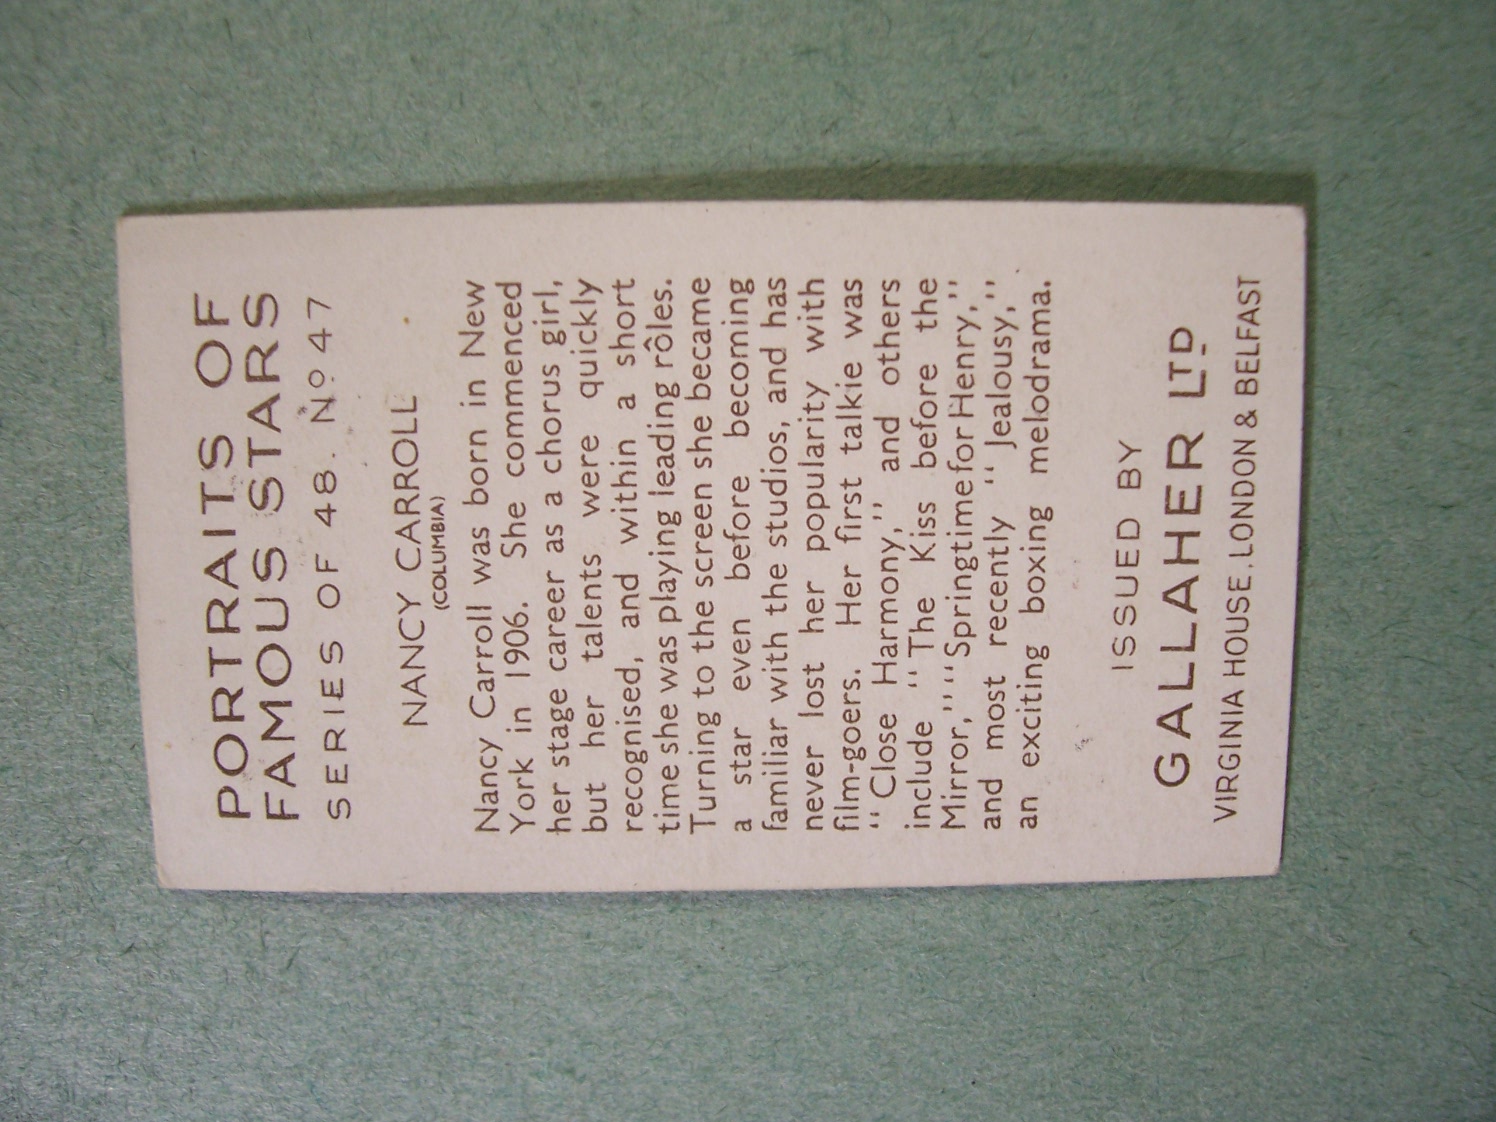 PORTRAITS OF
FAMOUS STARS
SERIES OF 48. Nº 47
NANCY CARROLL
(COLUMBIA)
Nancy Carroll was born in New
York in 1906. She commenced
her stage career as a chorus girl,
but her talents were quickly
recognised, and within a short
time she was playing leading rôles.
Turning to the screen she became
a star even before becoming
familiar with the studios, and has
never lost her popularity with
film-goers. Her first talkie was
“Close Harmony,” and others
include “The Kiss before the
Mirror,” “Springtime for Henry,”
and most recently “Jealousy,”
an exciting boxing melodrama.
ISSUED BY
GALLAHER LTD
VIRGINIA HOUSE, LONDON & BELFAST